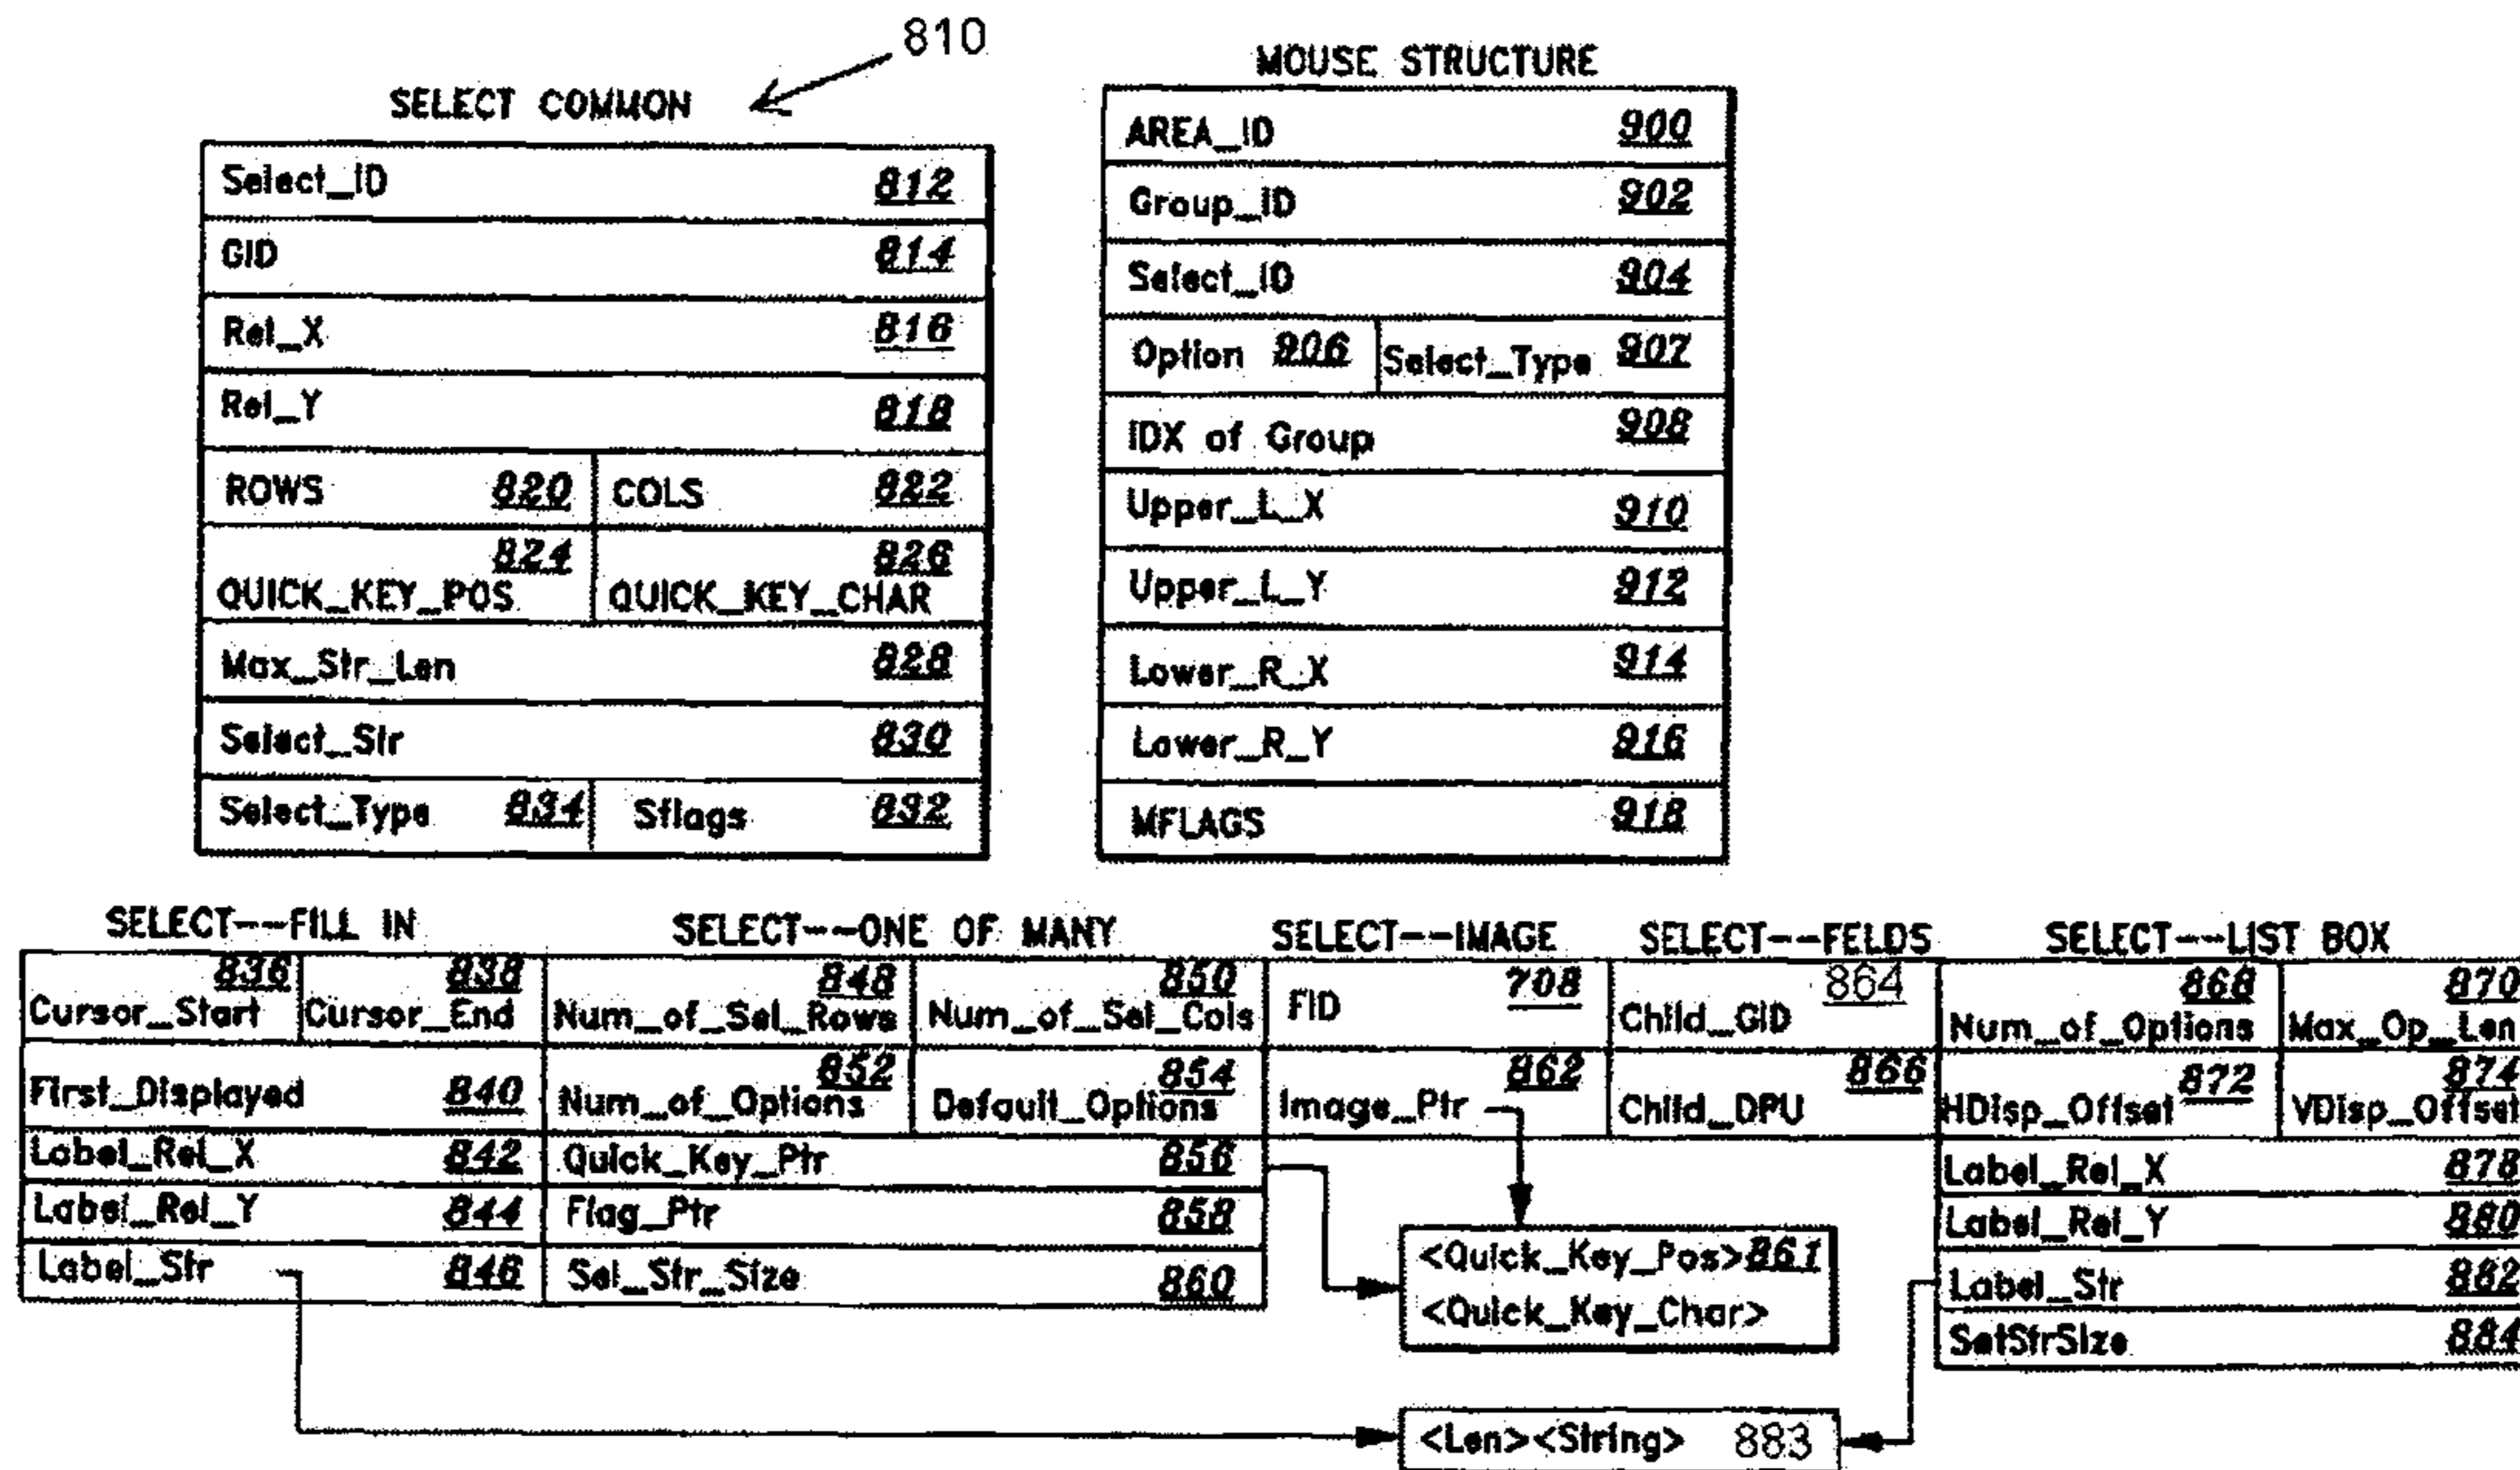 810
SELECT COMMON
Select_ID 812
GID 814
Rel_X 816
Rel_Y 818
ROWS 820 COLS 822
824 826
QUICK_KEY_POS QUICK_KEY_CHAR
Max_Str_Len 828
Select_Str 830
Select_Type 834 Sflags 832
MOUSE STRUCTURE
AREA_ID 900
Group_ID 902
Select_ID 904
Option 906 Select_Type 907
IDX of Group 908
Upper_L_X 910
Upper_L_Y 912
Lower_R_X 914
Lower_R_Y 916
MFLAGS 918
SELECT--FILL IN
836 838
Cursor_Start Cursor_End
First_Displayed 840
Label_Rel_X 842
Label_Rel_Y 844
Label_Str 846
SELECT--ONE OF MANY
848 850
Num_of_Sel_Rows Num_of_Sel_Cols
852 854
Num_of_Options Default_Options
Quick_Key_Ptr 856
Flag_Ptr 858
Sel_Str_Size 860
SELECT--IMAGE
FID 708
Image_Ptr 862
SELECT--FELDS
864
Child_GID
866
Child_DPU
SELECT--LIST BOX
868 870
Num_of_Options Max_Op_Len
872 874
HDisp_Offset VDisp_Offset
Label_Rel_X 878
Label_Rel_Y 880
Label_Str 882
SetStrSize 884
<Quick_Key_Pos> 861
<Quick_Key_Char>
<Len><String> 883